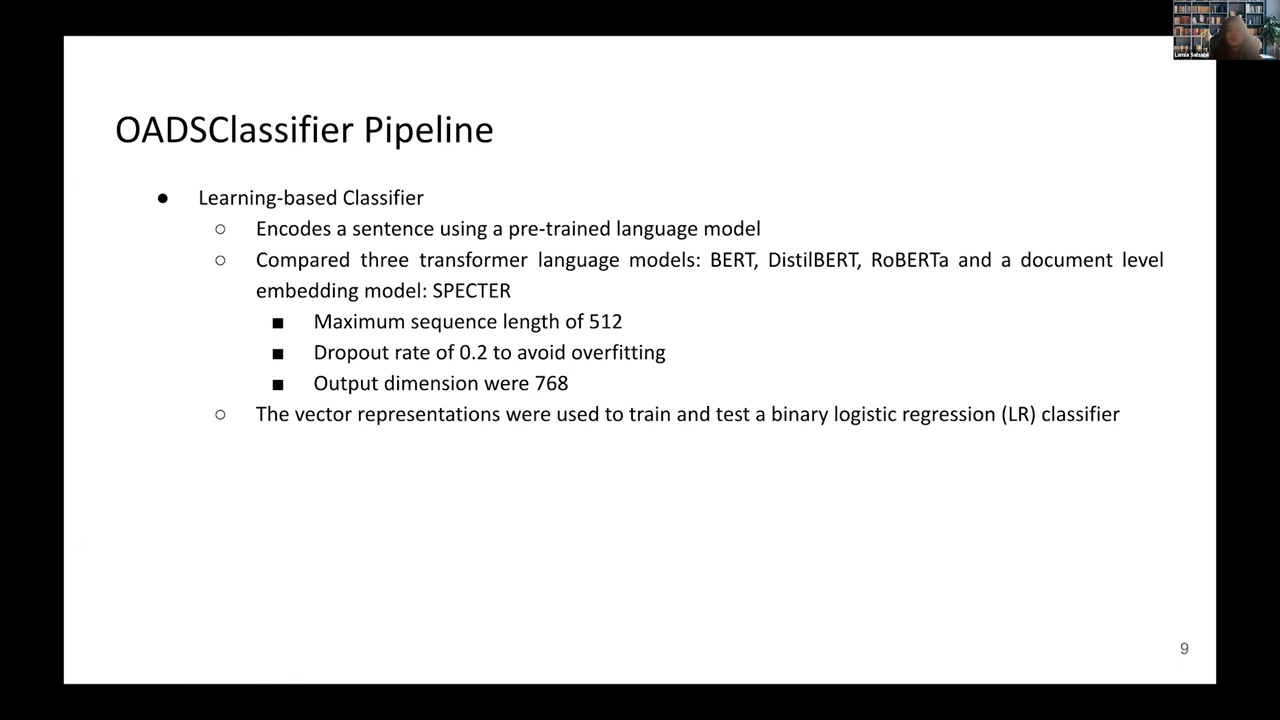 Lamia Salsabil
OADSClassifier Pipeline
● Learning-based Classifier
○ Encodes a sentence using a pre-trained language model
○ Compared three transformer language models: BERT, DistilBERT, RoBERTa and a document level
embedding model: SPECTER
■ Maximum sequence length of 512
■ Dropout rate of 0.2 to avoid overfitting
■ Output dimension were 768
○ The vector representations were used to train and test a binary logistic regression (LR) classifier
9